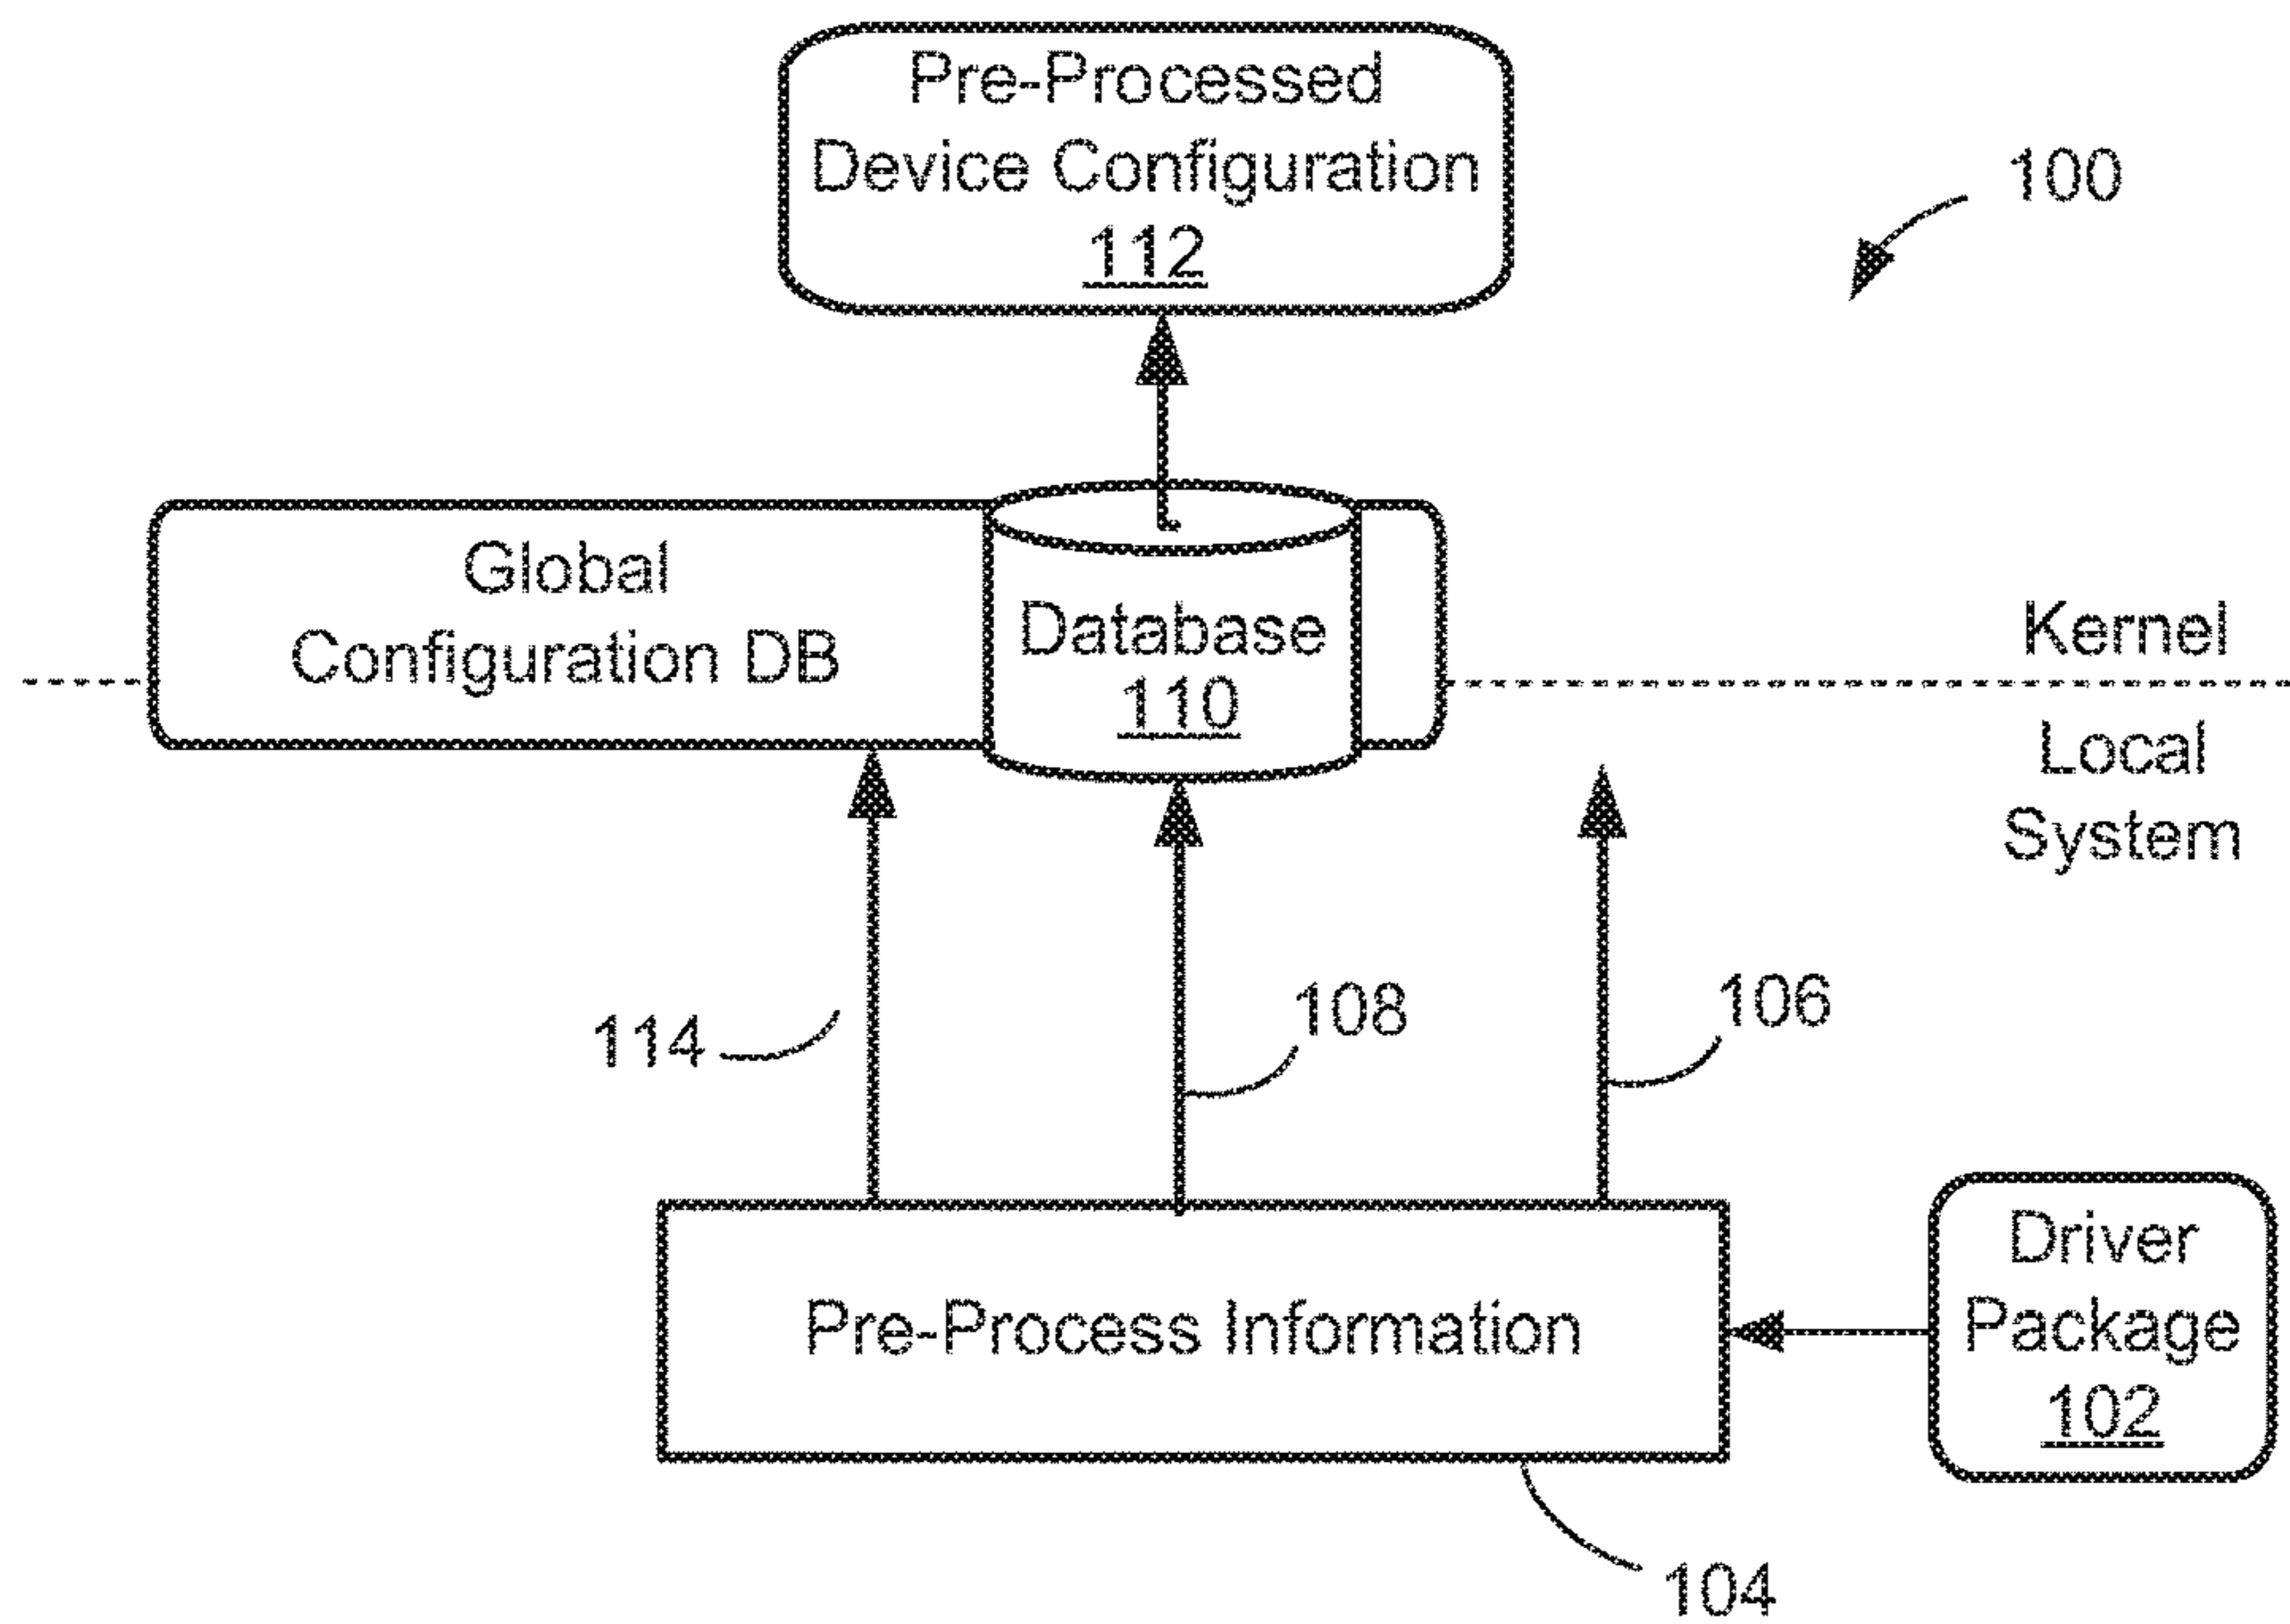 Pre-Processed
Device Configuration
112
100
Global
Configuration DB
Database
110
Kernel
Local
System
114
108
106
Pre-Process Information
Driver
Package
102
104